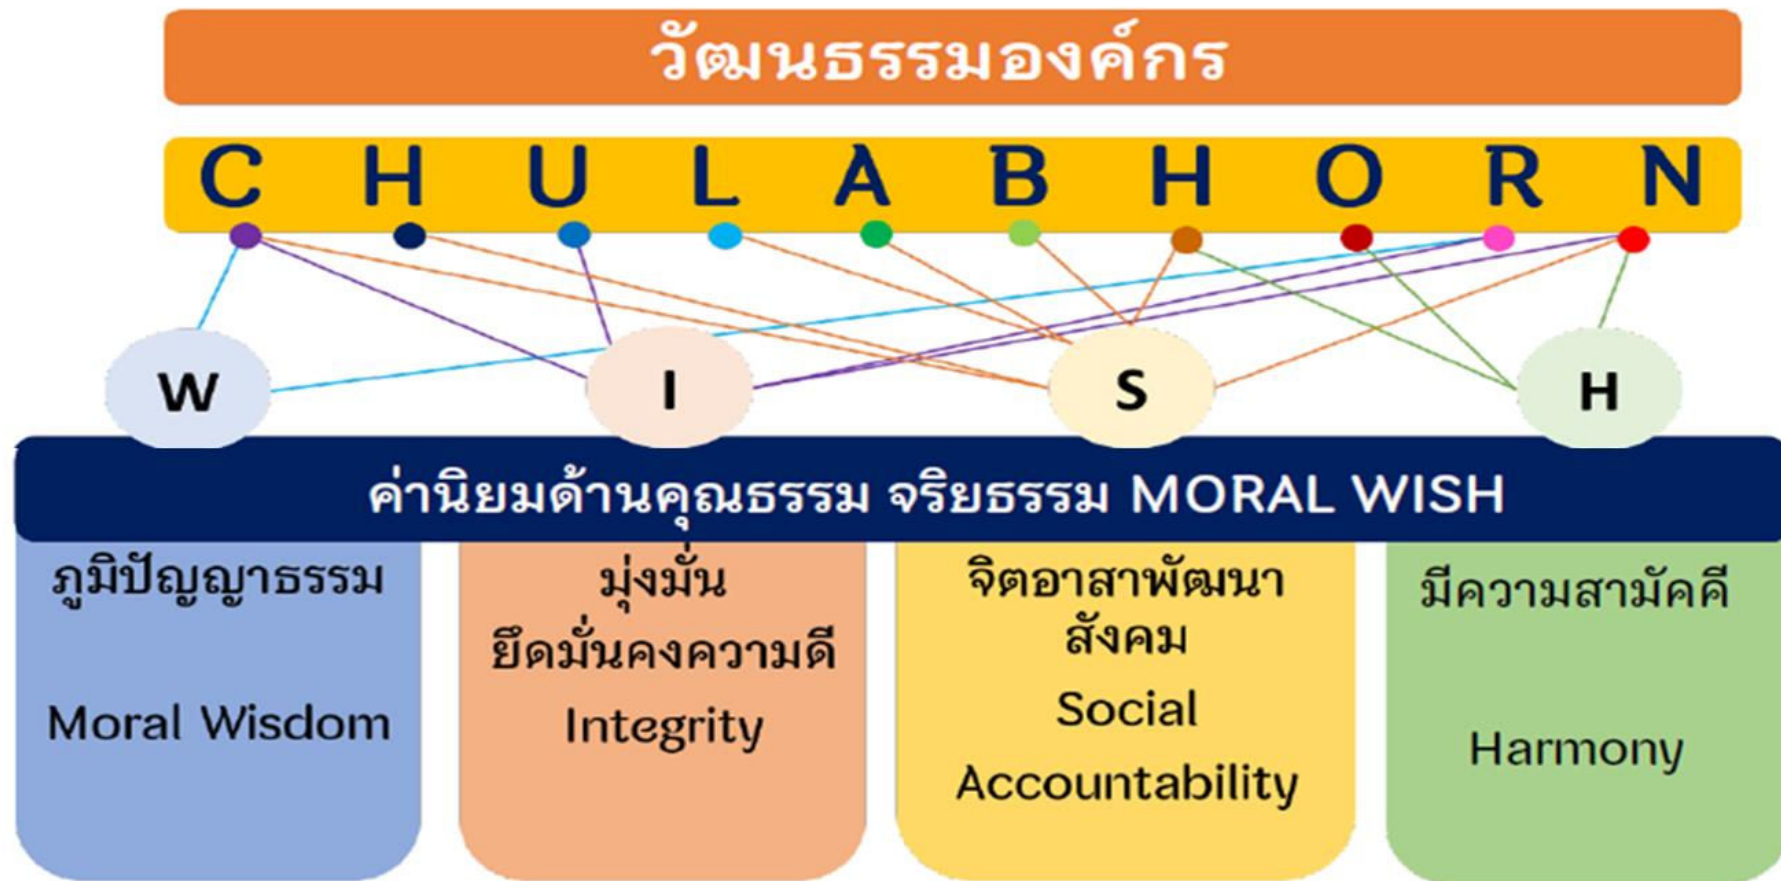 วัฒนธรรมองค์กร
C H U L A B H O R N
W I S H
ค่านิยมด้านคุณธรรม จริยธรรม MORAL WISH
ภูมิปัญญาธรรม
Moral Wisdom
มุ่งมั่น
ยึดมั่นคงความดี
Integrity
จิตอาสาพัฒนา
สังคม
Social
Accountability
มีความสามัคคี
Harmony